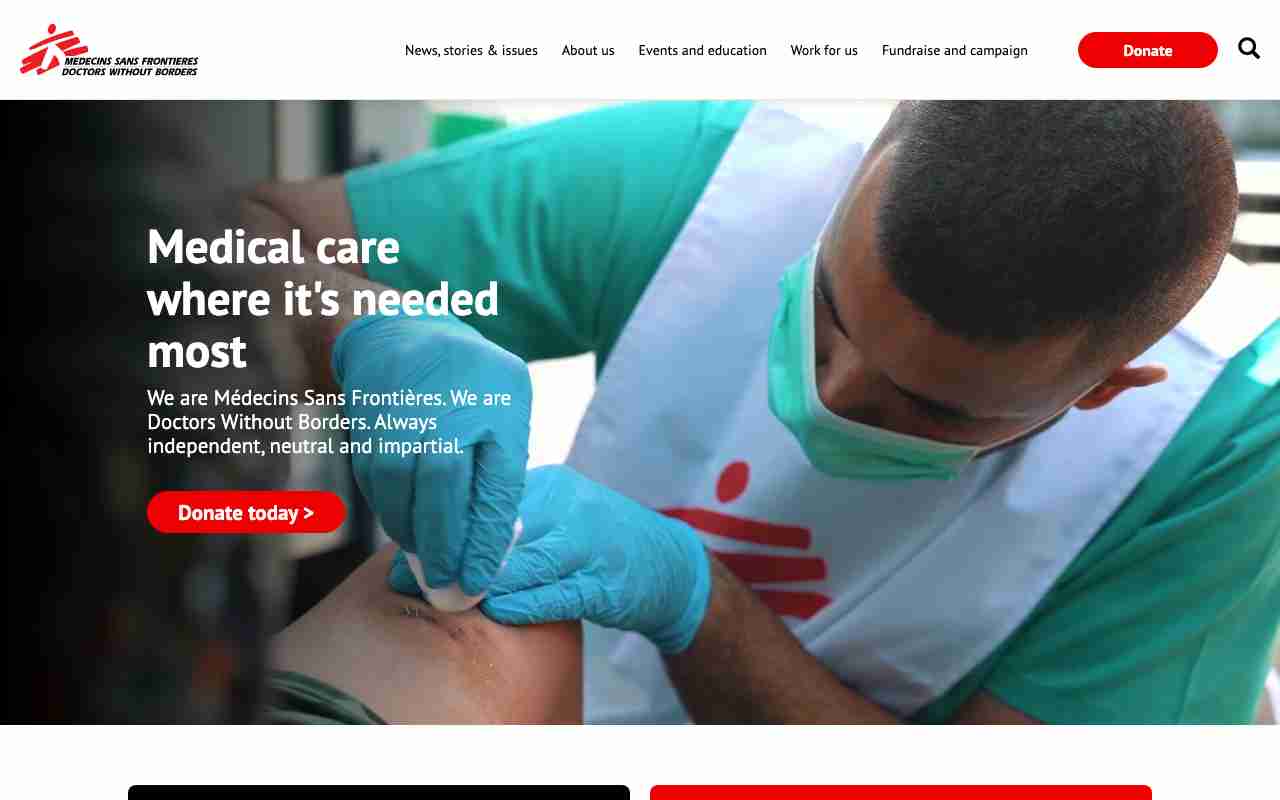 MEDECINS SANS FRONTIERES
DOCTORS WITHOUT BORDERS
News, stories & issues
About us
Events and education
Work for us
Fundraise and campaign
Donate
Medical care
where it's needed
most
We are Médecins Sans Frontières. We are
Doctors Without Borders. Always
independent, neutral and impartial.
Donate today >